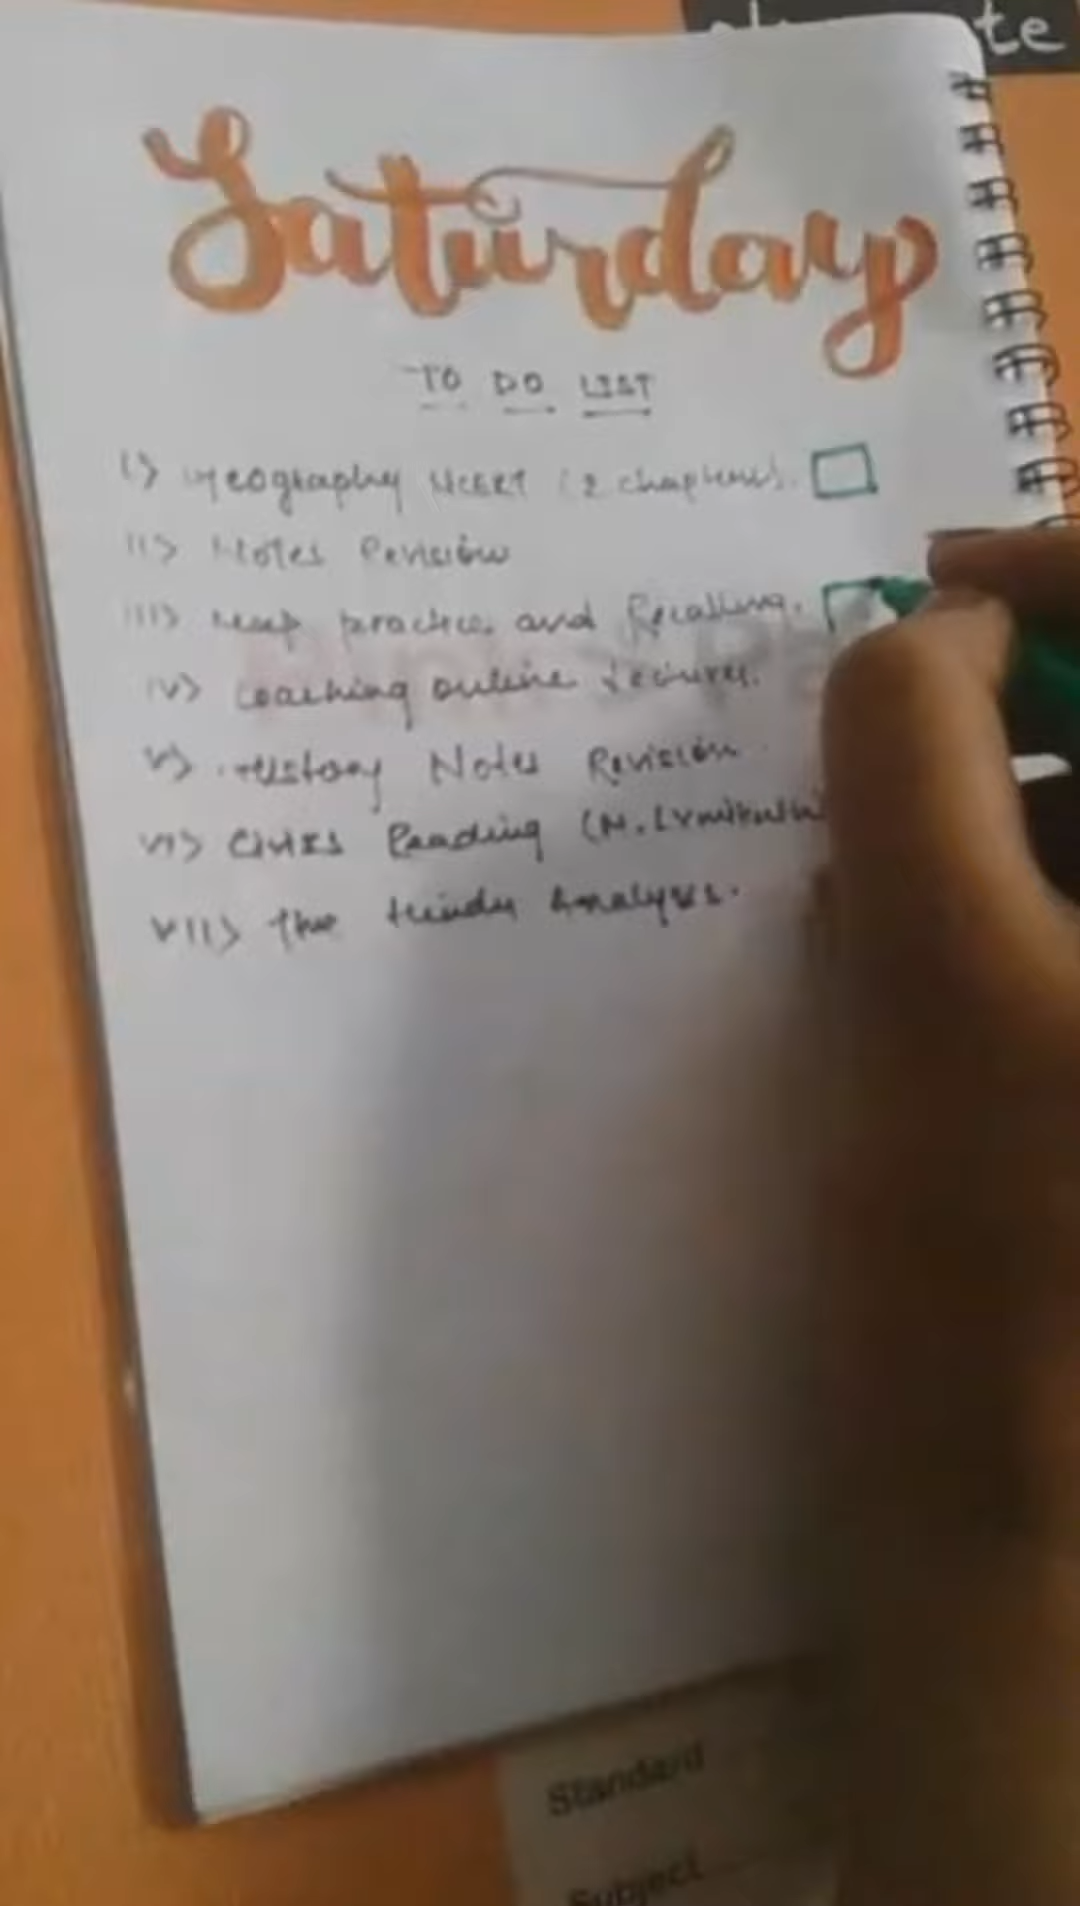 te
Saturday
TO DO LIST
i) Geography NCERT (2 chapters).
ii) Notes Revision
iii) Map practice and Recalling.
iv) Coaching online lectures.
v) History Notes Revision
vi) Civics Reading (M.
vii) The Hindu Analysis.
Standard
Subject